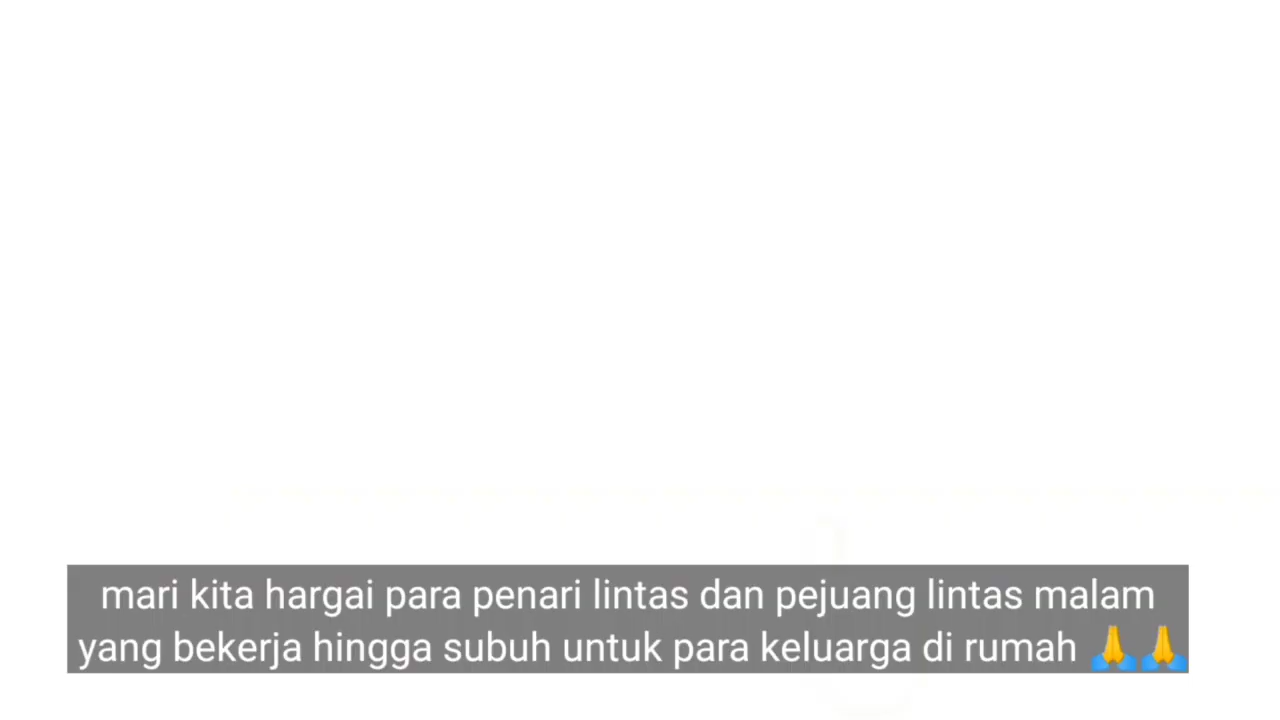 mari kita hargai para penari lintas dan pejuang lintas malam
yang bekerja hingga subuh untuk para keluarga di rumah 🙏🙏